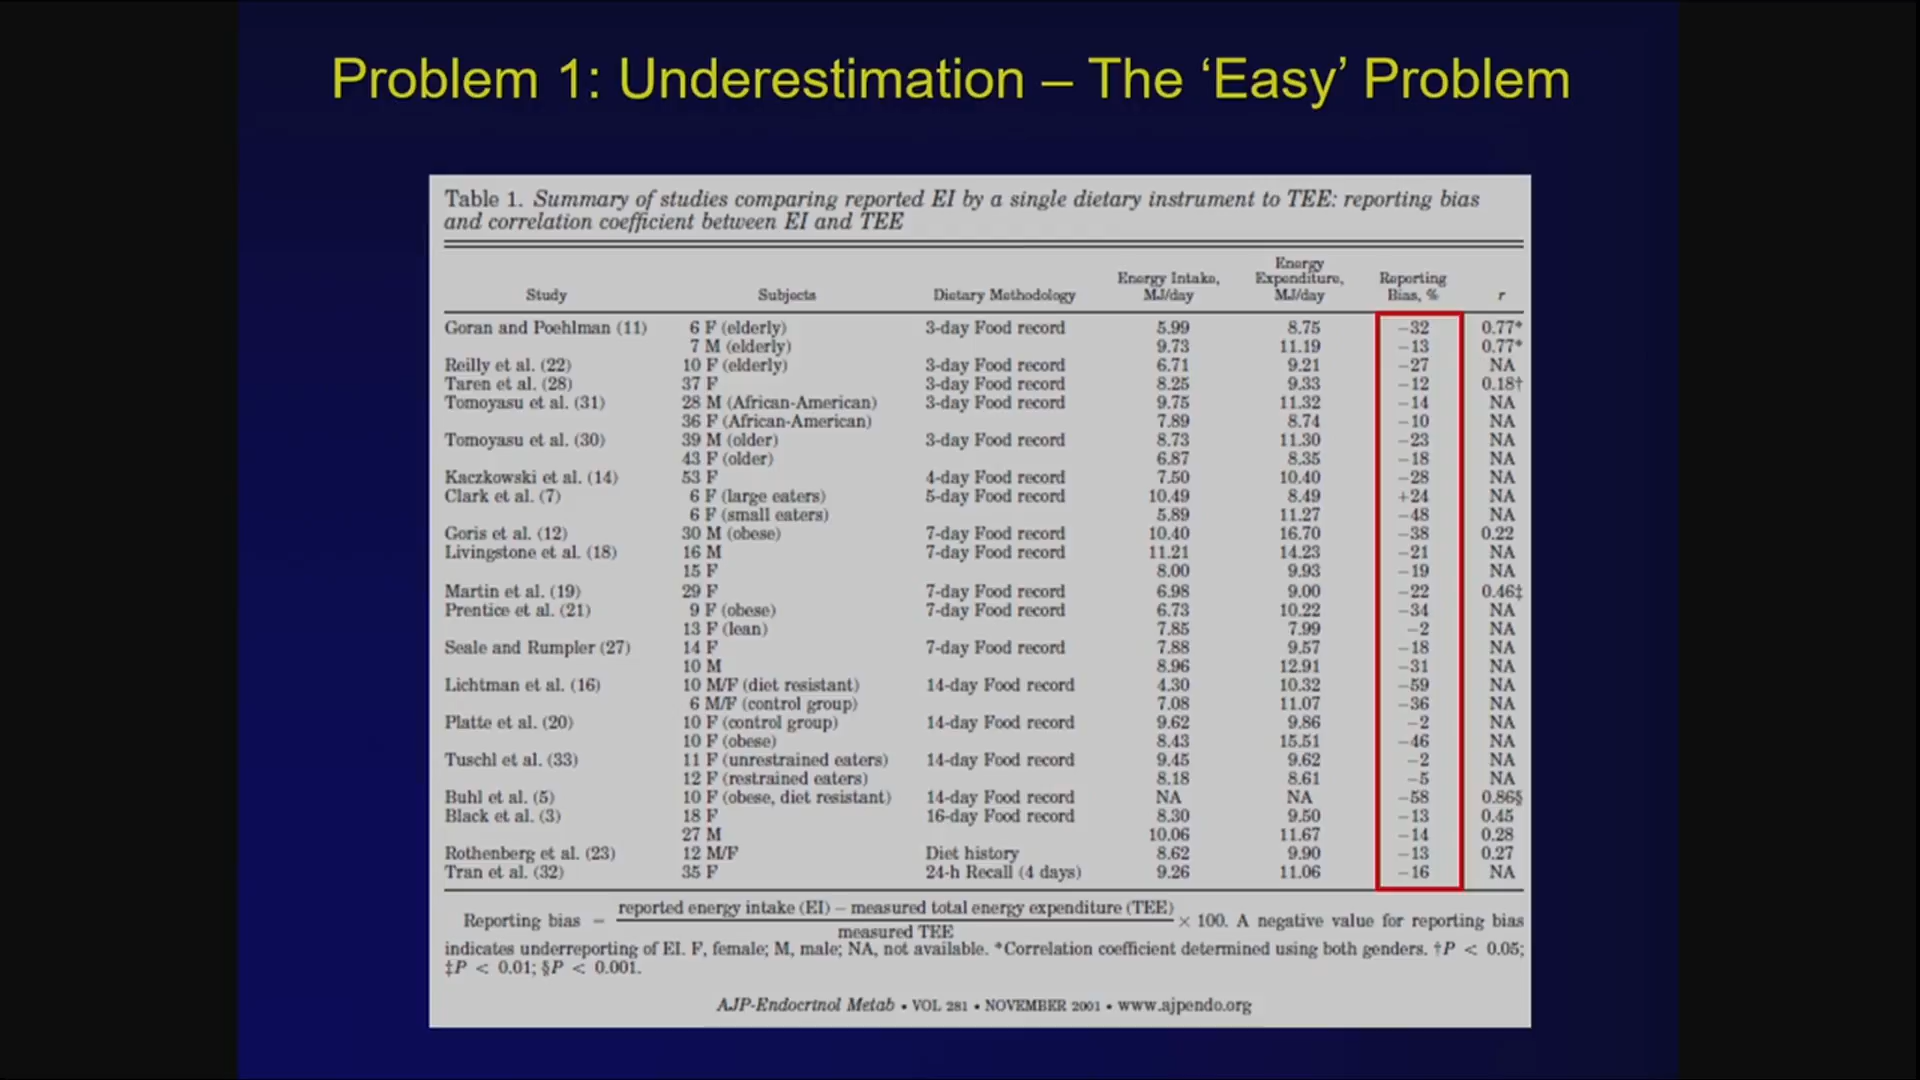 Problem 1: Underestimation – The ‘Easy’ Problem
Table 1. Summary of studies comparing reported EI by a single dietary instrument to TEE: reporting bias
and correlation coefficient between EI and TEE
Study Subjects Dietary Methodology Energy Intake, MJ/day Energy Expenditure, MJ/day Reporting Bias, % r
Goran and Poehlman (11) 6 F (elderly) 3-day Food record 5.99 8.75 −32 0.77*
7 M (elderly) 9.73 11.19 −13 0.77*
Reilly et al. (22) 10 F (elderly) 3-day Food record 6.71 9.21 −27 NA
Taren et al. (28) 37 F 3-day Food record 8.25 9.33 −12 0.18†
Tomoyasu et al. (31) 28 M (African-American) 3-day Food record 9.75 11.32 −14 NA
36 F (African-American) 7.89 8.74 −10 NA
Tomoyasu et al. (30) 39 M (older) 3-day Food record 8.73 11.30 −23 NA
43 F (older) 6.87 8.35 −18 NA
Kaczkowski et al. (14) 53 F 4-day Food record 7.50 10.40 −28 NA
Clark et al. (7) 6 F (large eaters) 5-day Food record 10.49 8.49 +24 NA
6 F (small eaters) 5.89 11.27 −48 NA
Goris et al. (12) 30 M (obese) 7-day Food record 10.40 16.70 −38 0.22
Livingstone et al. (18) 16 M 7-day Food record 11.21 14.23 −21 NA
15 F 8.00 9.93 −19 NA
Martin et al. (19) 29 F 7-day Food record 6.98 9.00 −22 0.46‡
Prentice et al. (21) 9 F (obese) 7-day Food record 6.73 10.22 −34 NA
13 F (lean) 7.85 7.99 −2 NA
Seale and Rumpler (27) 14 F 7-day Food record 7.88 9.57 −18 NA
10 M 8.96 12.91 −31 NA
Lichtman et al. (16) 10 M/F (diet resistant) 14-day Food record 4.30 10.32 −59 NA
6 M/F (control group) 7.08 11.07 −36 NA
Platte et al. (20) 10 F (control group) 14-day Food record 9.62 9.86 −2 NA
10 F (obese) 8.43 15.51 −46 NA
Tuschl et al. (33) 11 F (unrestrained eaters) 14-day Food record 9.45 9.62 −2 NA
12 F (restrained eaters) 8.18 8.61 −5 NA
Buhl et al. (5) 10 F (obese, diet resistant) 14-day Food record NA NA −58 0.86§
Black et al. (3) 18 F 16-day Food record 8.30 9.50 −13 0.45
27 M 10.06 11.67 −14 0.28
Rothenberg et al. (23) 12 M/F Diet history 8.62 9.90 −13 0.27
Tran et al. (32) 35 F 24-h Recall (4 days) 9.26 11.06 −16 NA
reported energy intake (EI) − measured total energy expenditure (TEE)
Reporting bias = × 100. A negative value for reporting bias
measured TEE
indicates underreporting of EI. F, female; M, male; NA, not available. *Correlation coefficient determined using both genders. †P < 0.05;
‡P < 0.01; §P < 0.001.
AJP-Endocrinol Metab • VOL 281 • NOVEMBER 2001 • www.ajpendo.org